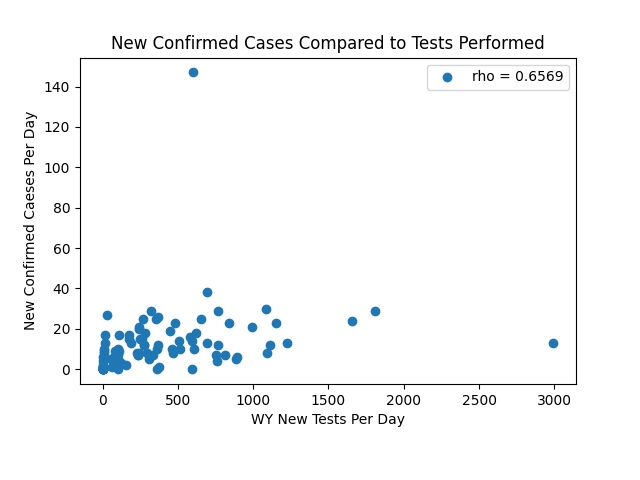 New Confirmed Cases Compared to Tests Performed
rho = 0.6569
New Confirmed Caeses Per Day
140
120
100
80
60
40
20
0
0 500 1000 1500 2000 2500 3000
WY New Tests Per Day